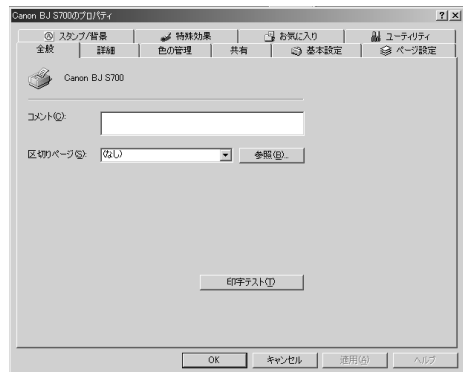 Canon BJ S700のプロパティ
スタンプ/背景 特殊効果 お気に入り ユーティリティ
全般 詳細 色の管理 共有 基本設定 ページ設定
Canon BJ S700
コメント(C):
区切りページ(S): (なし) 参照(B)...
印字テスト(T)
OK キャンセル 適用(A) ヘルプ